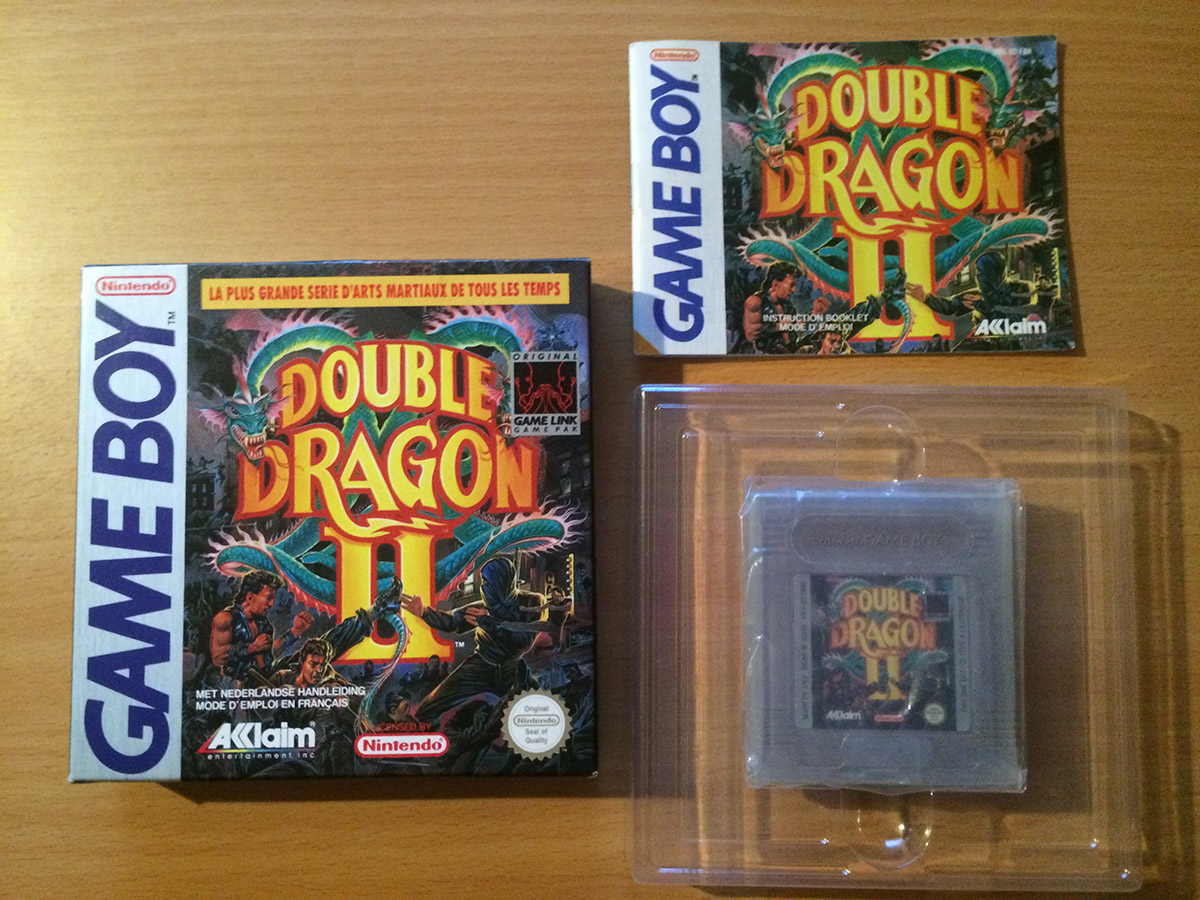 Nintendo
GAME BOY
TM
LA PLUS GRANDE SERIE D'ARTS MARTIAUX DE TOUS LES TEMPS
DOUBLE
DRAGON
II
TM
ORIGINAL
GAME LINK
GAME PAK
MET NEDERLANDSE HANDLEIDING
MODE D'EMPLOI EN FRANÇAIS
AKKlaim®
entertainment inc.
LICENSED BY
Nintendo®
Original
Nintendo
Seal of
Quality
Nintendo
GAME BOY
TM
DOUBLE
DRAGON
II
INSTRUCTION BOOKLET
MODE D'EMPLOI
AKKlaim
GAME BOY
DOUBLE
DRAGON
II
AKKlaim
Nintendo